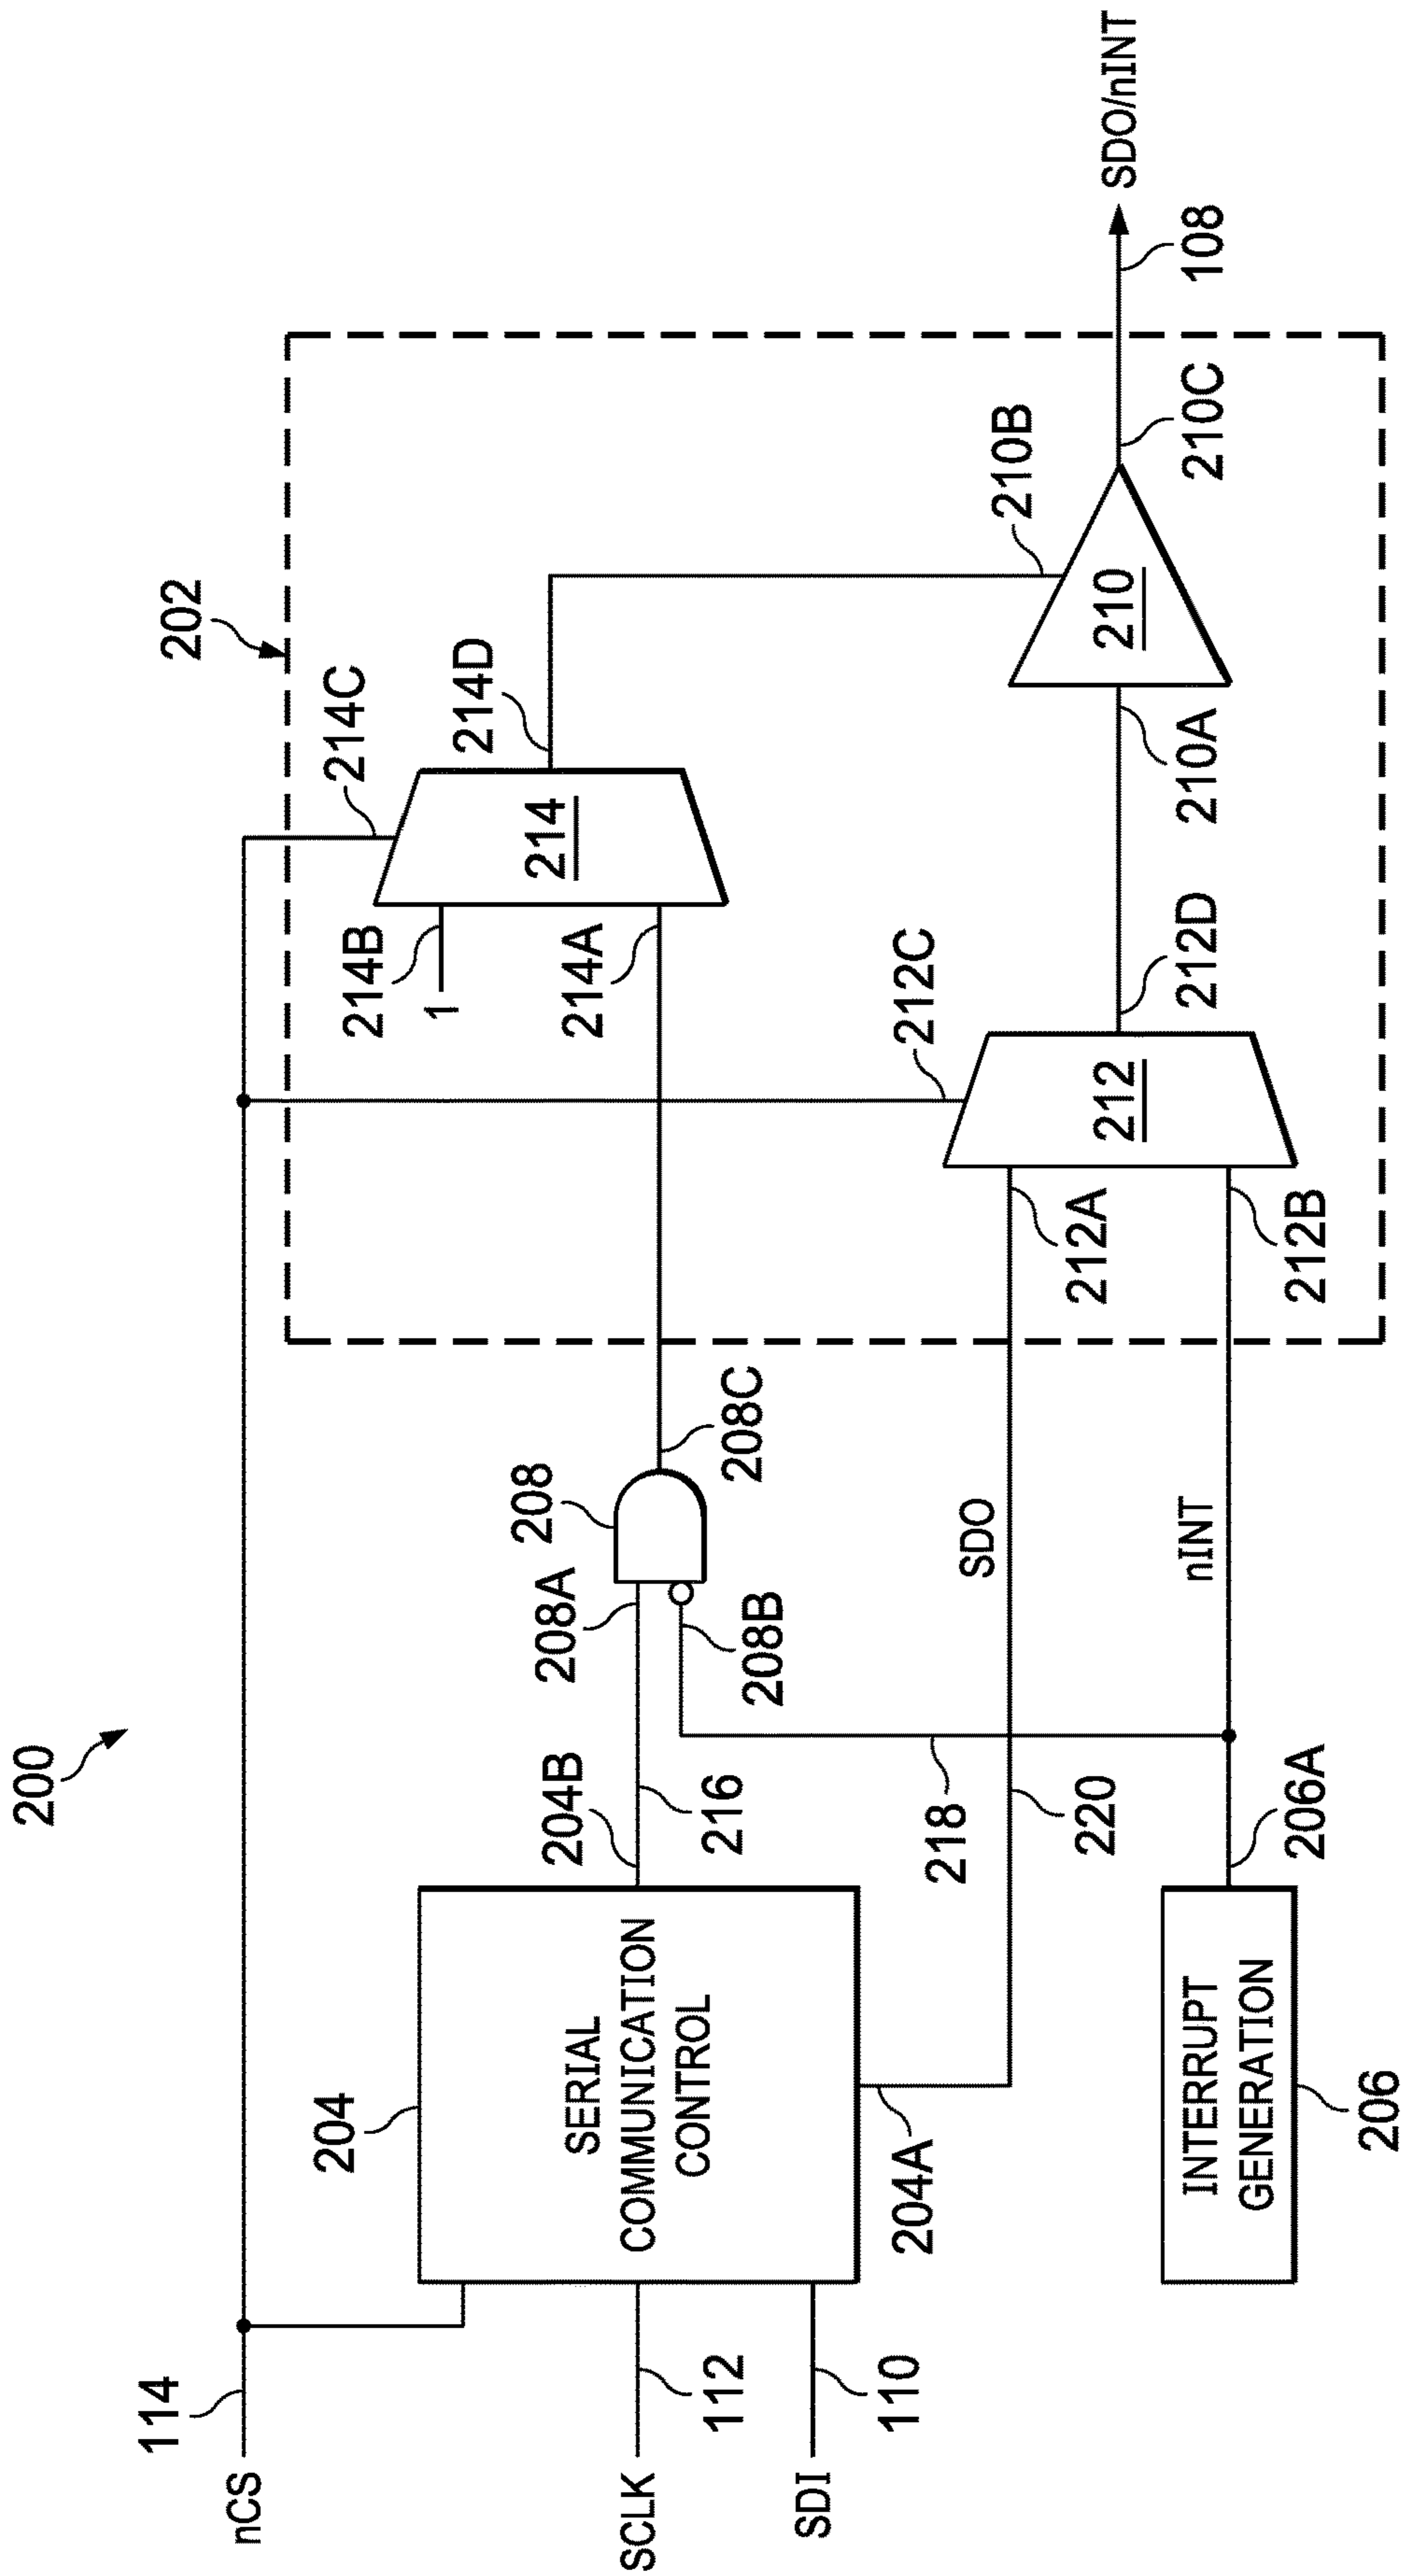 200
202
114
nCS
204
SERIAL
COMMUNICATION
CONTROL
SCLK
112
SDI
110
204B
216
204A
208A
208
208B
208C
218
220
SDO
nINT
INTERRUPT
GENERATION
206
206A
214C
214B
1
214A
214
214D
212C
212A
212
212B
212D
210A
210
210B
210C
108
SDO/nINT